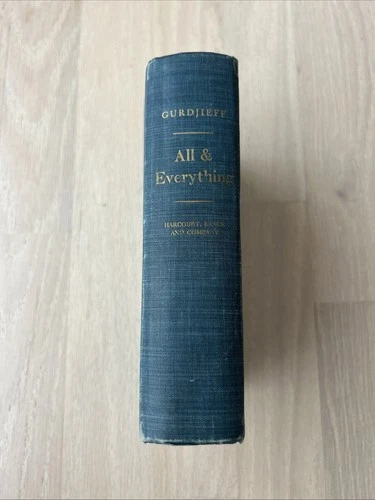 GURDJIEFF
All &
Everything
HARCOURT, BRACE
AND COMPANY